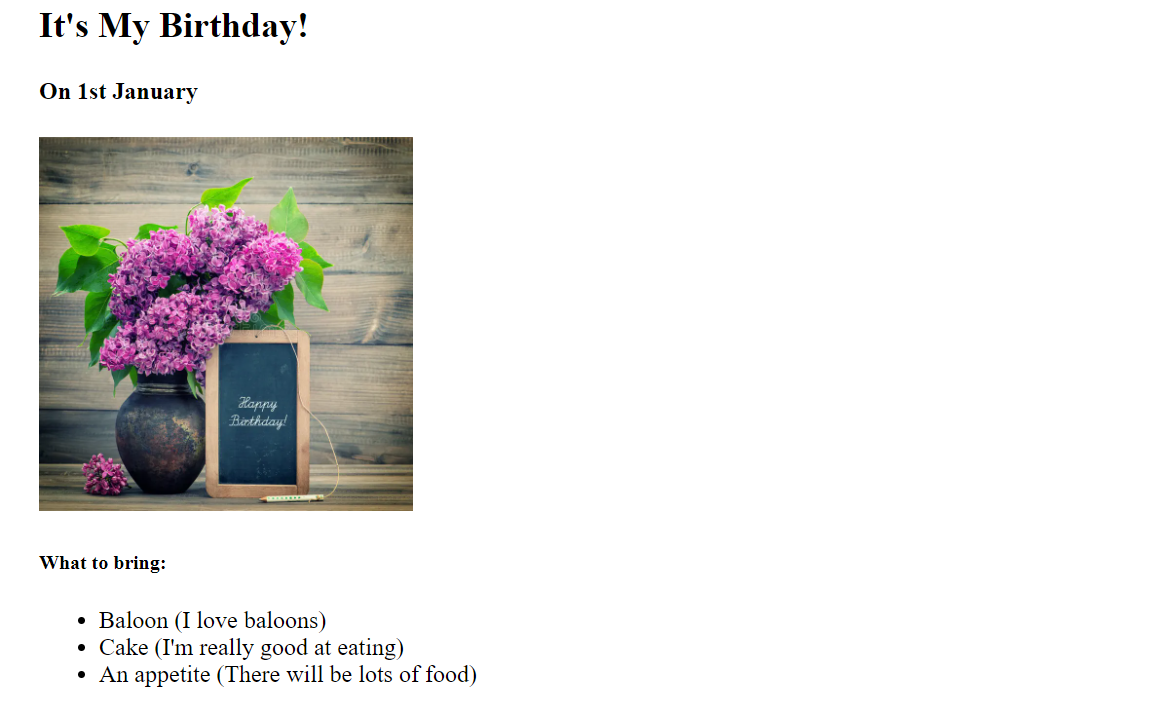 It's My Birthday!
On 1st January
Happy
Birthday!
What to bring:
Baloon (I love baloons)
Cake (I'm really good at eating)
An appetite (There will be lots of food)